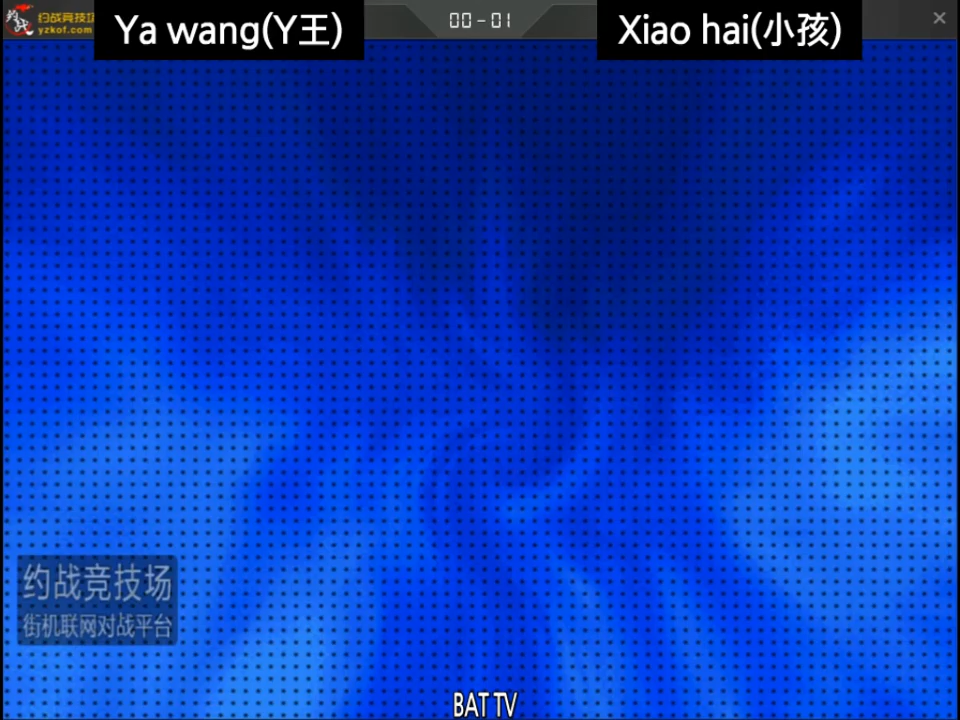 约战竞技场
yzkof.com
Ya wang(Y王)
00-01
Xiao hai(小孩)
约战竞技场
街机联网对战平台
BAT TV